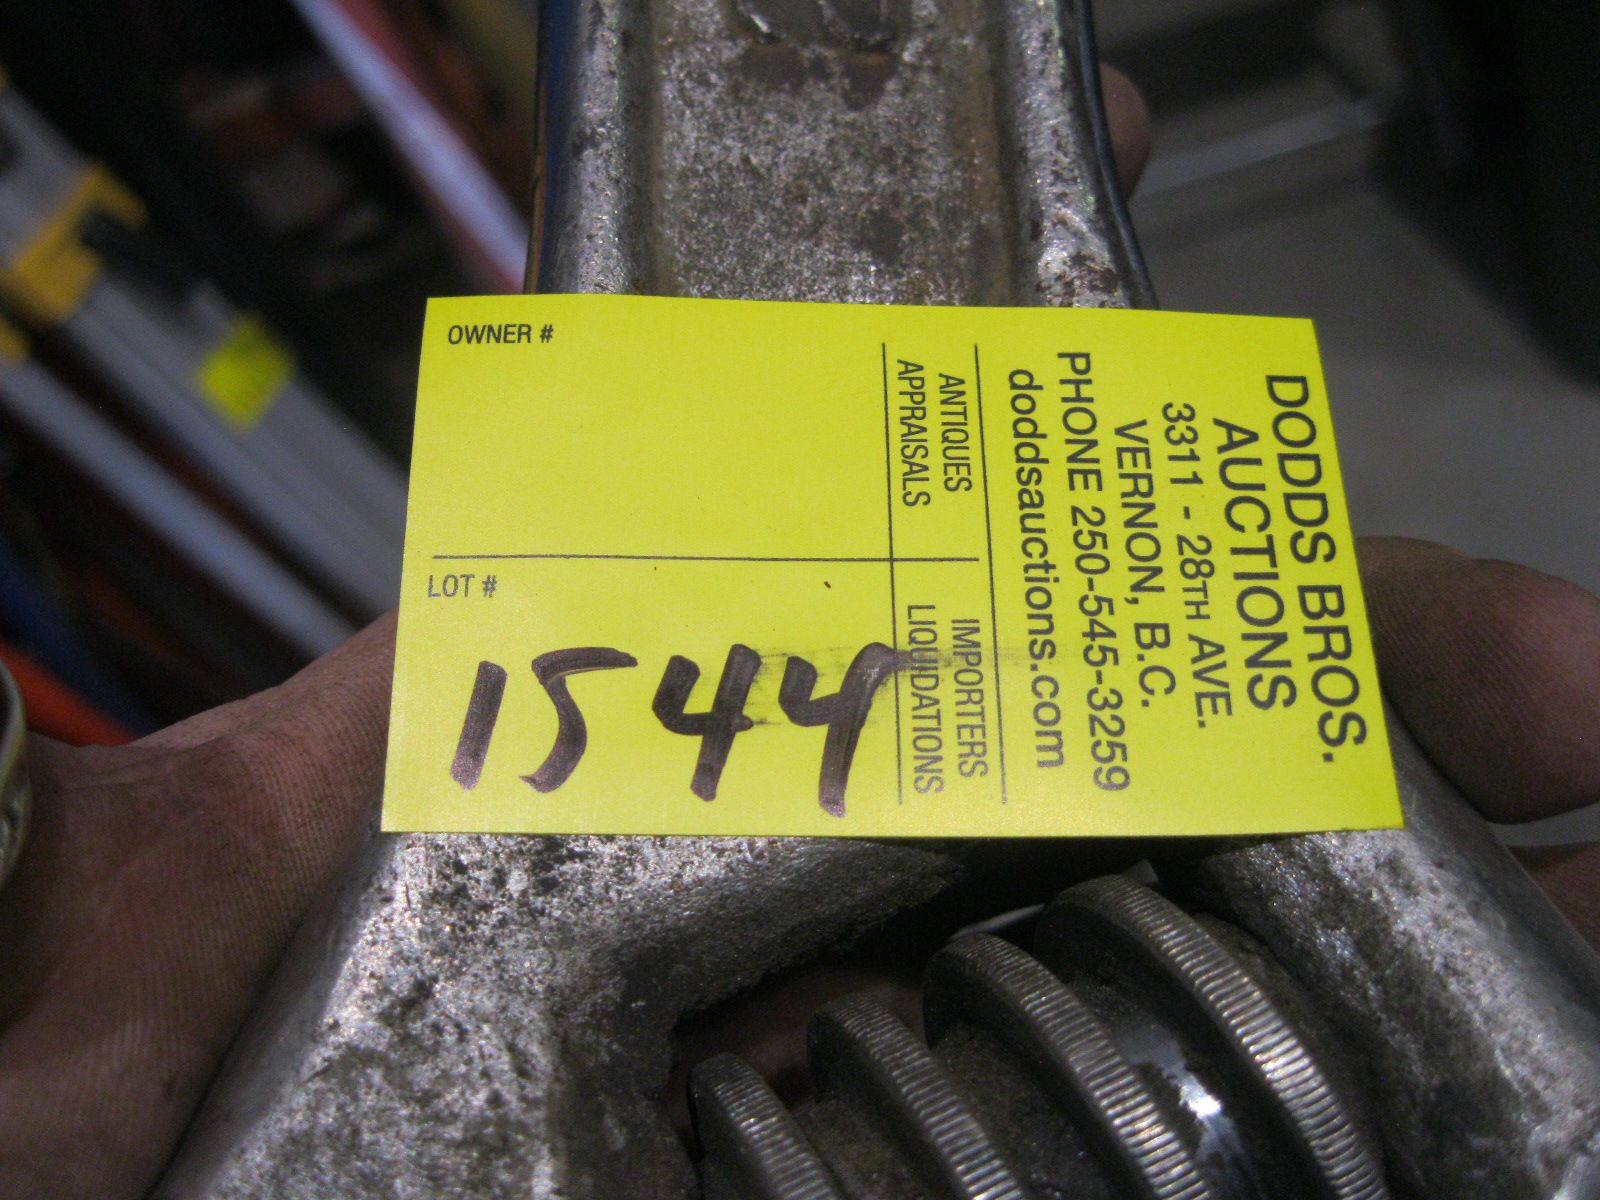 OWNER #
LOT #
1544
DODDS BROS.
AUCTIONS
3311 - 28TH AVE.
VERNON, B.C.
PHONE 250-545-3259
doddsauctions.com
ANTIQUES
APPRAISALS
IMPORTERS
LIQUIDATIONS